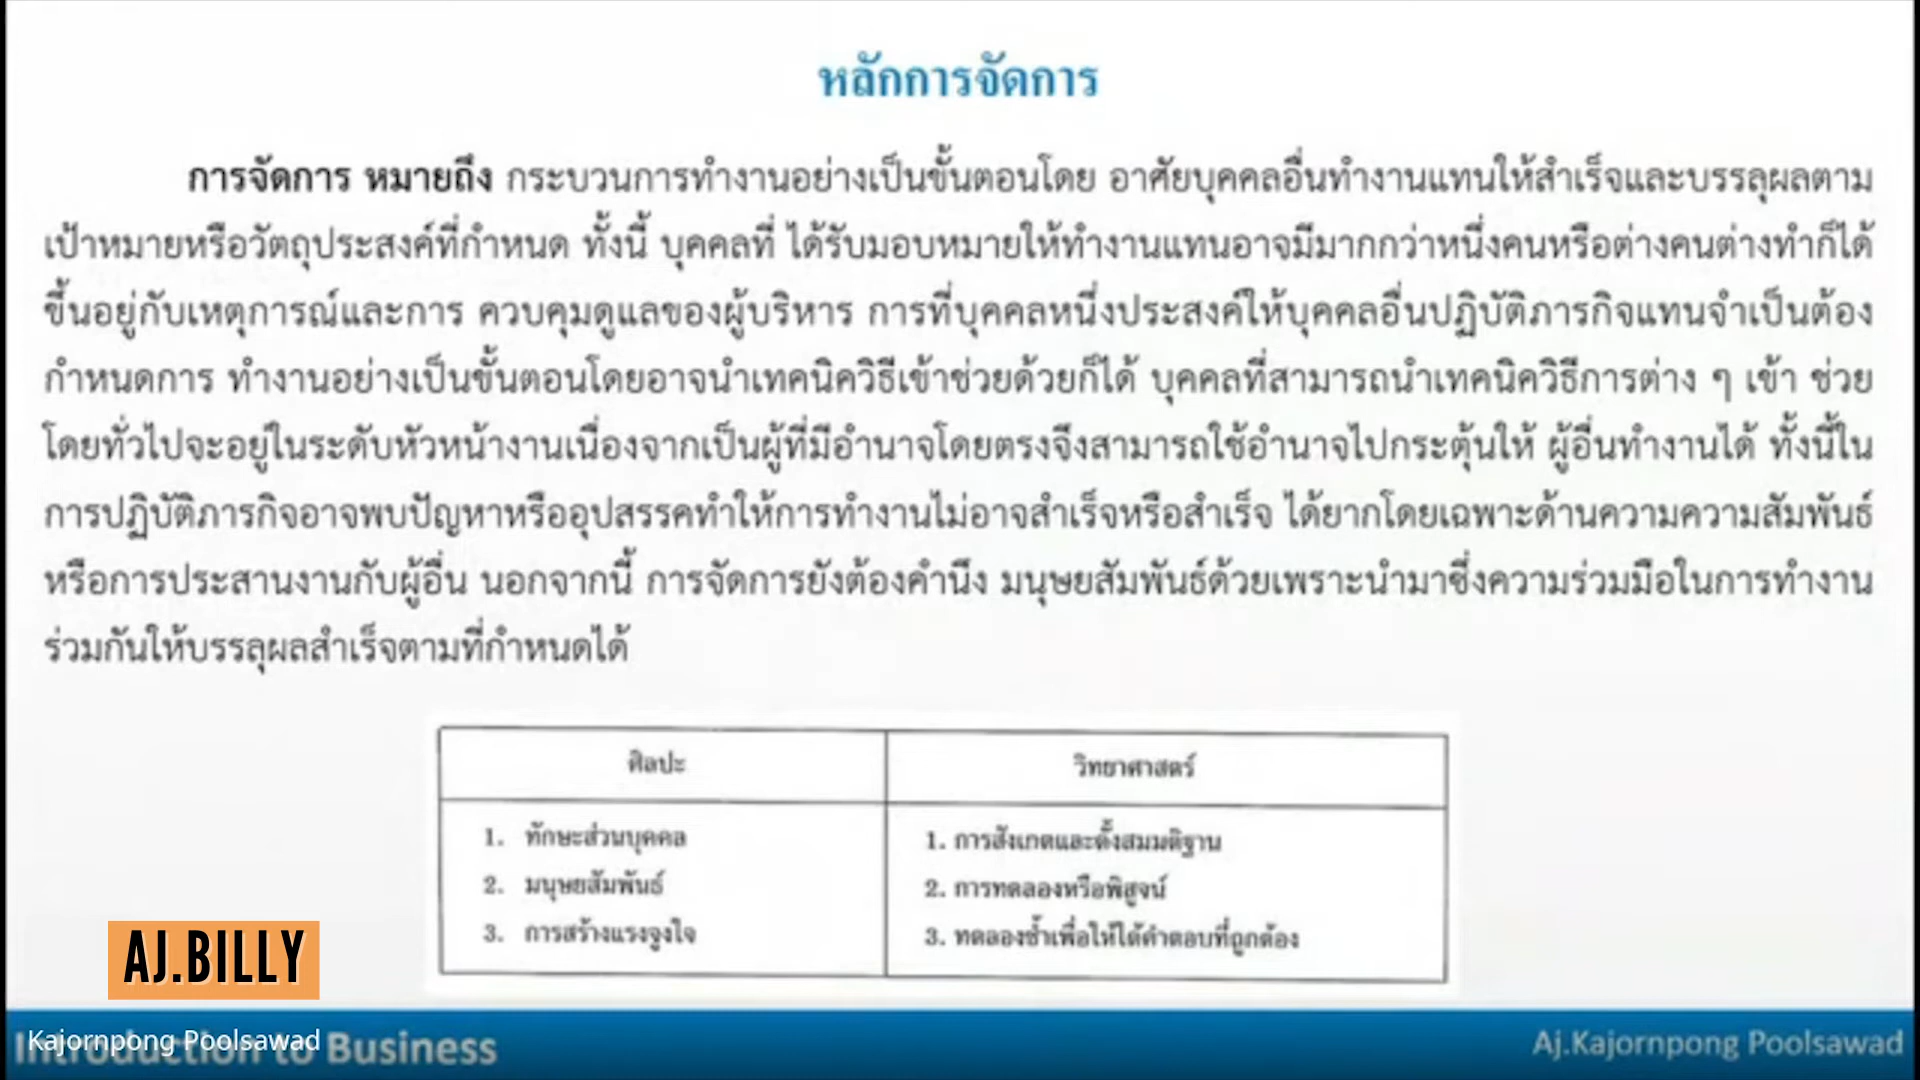 หลักการจัดการ
การจัดการ หมายถึง กระบวนการทำงานอย่างเป็นขั้นตอนโดย อาศัยบุคคลอื่นทำงานแทนให้สำเร็จและบรรลุผลตาม
เป้าหมายหรือวัตถุประสงค์ที่กำหนด ทั้งนี้ บุคคลที่ ได้รับมอบหมายให้ทำงานแทนอาจมีมากกว่าหนึ่งคนหรือต่างคนต่างทำก็ได้
ขึ้นอยู่กับเหตุการณ์และการ ควบคุมดูแลของผู้บริหาร การที่บุคคลหนึ่งประสงค์ให้บุคคลอื่นปฏิบัติภารกิจแทนจำเป็นต้อง
กำหนดการ ทำงานอย่างเป็นขั้นตอนโดยอาจนำเทคนิควิธีเข้าช่วยด้วยก็ได้ บุคคลที่สามารถนำเทคนิควิธีการต่าง ๆ เข้า ช่วย
โดยทั่วไปจะอยู่ในระดับหัวหน้างานเนื่องจากเป็นผู้ที่มีอำนาจโดยตรงจึงสามารถใช้อำนาจไปกระตุ้นให้ ผู้อื่นทำงานได้ ทั้งนี้ใน
การปฏิบัติภารกิจอาจพบปัญหาหรืออุปสรรคทำให้การทำงานไม่อาจสำเร็จหรือสำเร็จ ได้ยากโดยเฉพาะด้านความความสัมพันธ์
หรือการประสานงานกับผู้อื่น นอกจากนี้ การจัดการยังต้องคำนึง มนุษยสัมพันธ์ด้วยเพราะนำมาซึ่งความร่วมมือในการทำงาน
ร่วมกันให้บรรลุผลสำเร็จตามที่กำหนดได้
ศิลปะ
1. ทักษะส่วนบุคคล
2. มนุษยสัมพันธ์
3. การสร้างแรงจูงใจ
วิทยาศาสตร์
1. การสังเกตและตั้งสมมติฐาน
2. การทดลองหรือพิสูจน์
3. ทดลองซ้ำเพื่อให้ได้คำตอบที่ถูกต้อง
AJ.BILLY
Kajornpong Poolsawad
Introduction to Business
Aj.Kajornpong Poolsawad